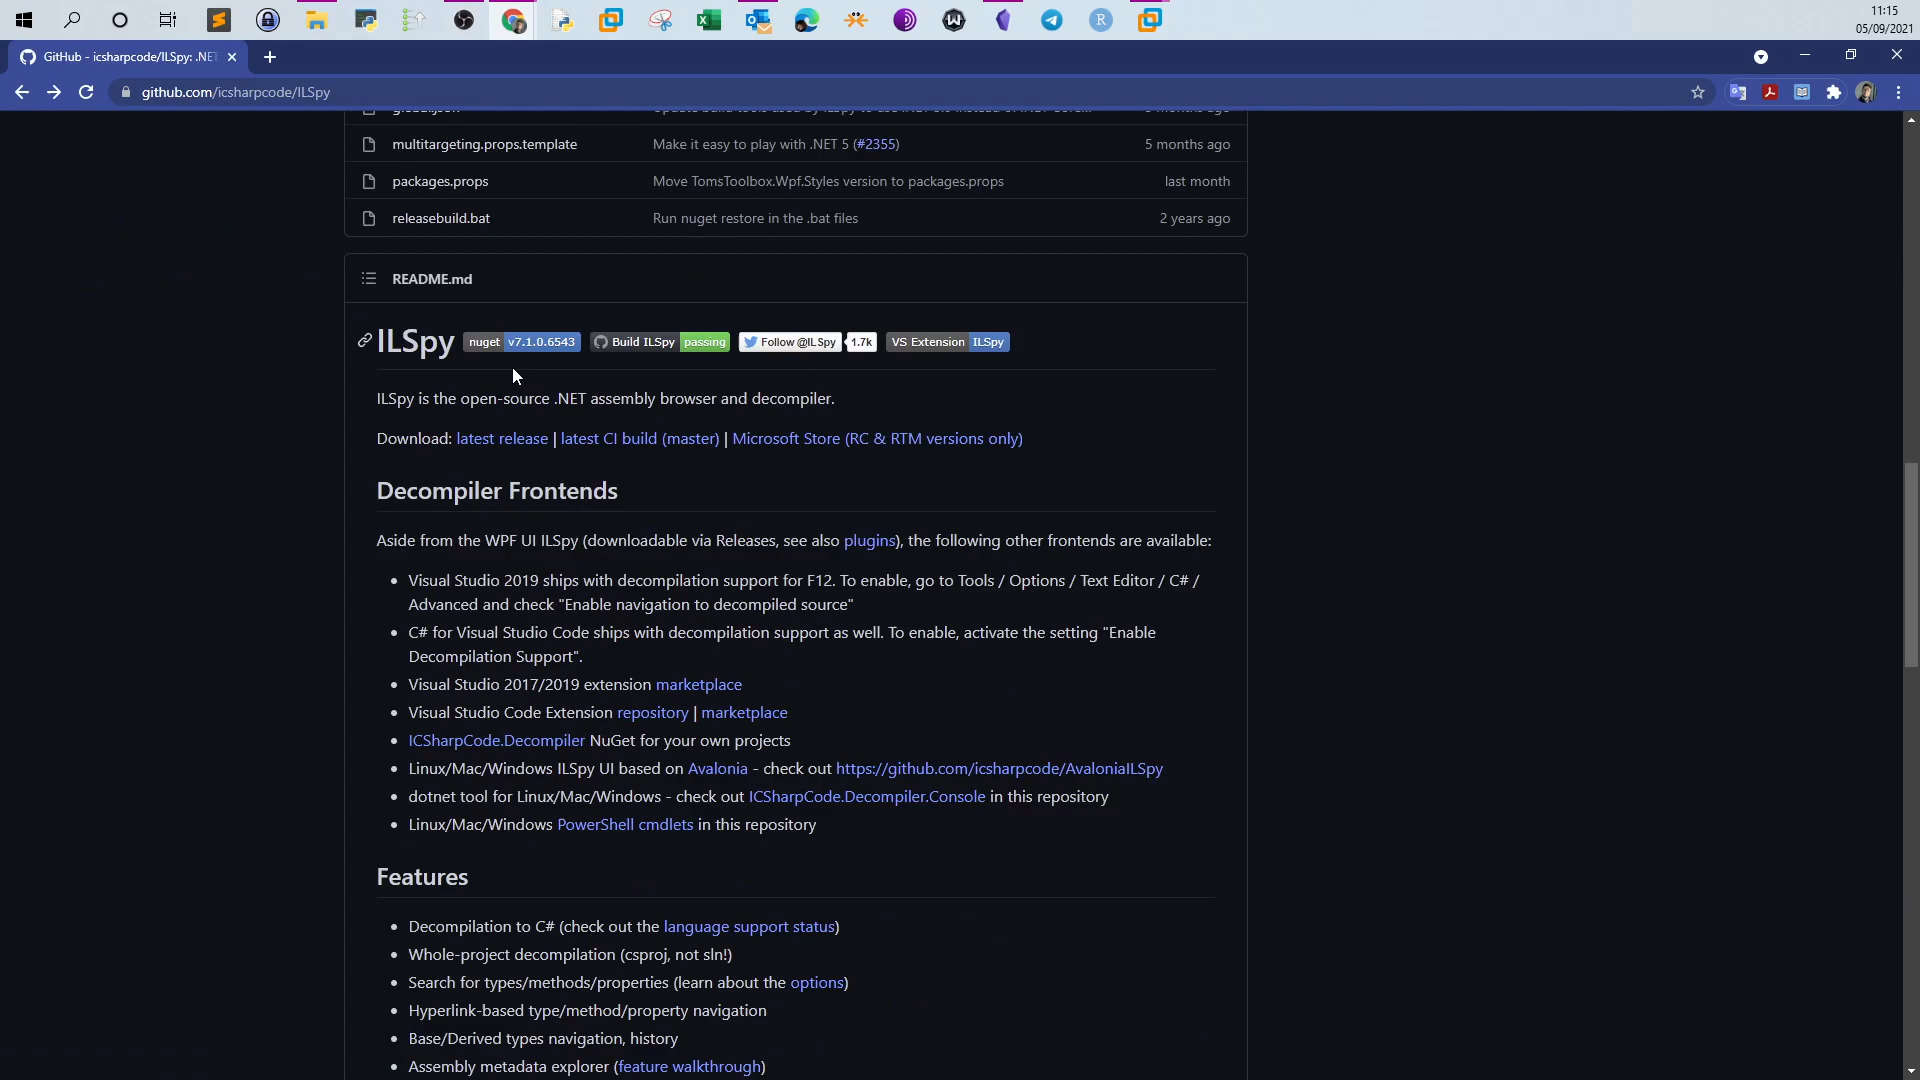 11:15
05/09/2021
GitHub - icsharpcode/ILSpy: .NET
github.com/icsharpcode/ILSpy
multitargeting.props.template Make it easy to play with .NET 5 (#2355) 5 months ago
packages.props Move TomsToolbox.Wpf.Styles version to packages.props last month
releasebuild.bat Run nuget restore in the .bat files 2 years ago
README.md
ILSpy nuget v7.1.0.6543 Build ILSpy passing Follow @ILSpy 1.7k VS Extension ILSpy
ILSpy is the open-source .NET assembly browser and decompiler.
Download: latest release | latest CI build (master) | Microsoft Store (RC & RTM versions only)
Decompiler Frontends
Aside from the WPF UI ILSpy (downloadable via Releases, see also plugins), the following other frontends are available:
• Visual Studio 2019 ships with decompilation support for F12. To enable, go to Tools / Options / Text Editor / C# /
Advanced and check "Enable navigation to decompiled source"
• C# for Visual Studio Code ships with decompilation support as well. To enable, activate the setting "Enable
Decompilation Support".
• Visual Studio 2017/2019 extension marketplace
• Visual Studio Code Extension repository | marketplace
• ICSharpCode.Decompiler NuGet for your own projects
• Linux/Mac/Windows ILSpy UI based on Avalonia - check out https://github.com/icsharpcode/AvaloniaILSpy
• dotnet tool for Linux/Mac/Windows - check out ICSharpCode.Decompiler.Console in this repository
• Linux/Mac/Windows PowerShell cmdlets in this repository
Features
• Decompilation to C# (check out the language support status)
• Whole-project decompilation (csproj, not sln!)
• Search for types/methods/properties (learn about the options)
• Hyperlink-based type/method/property navigation
• Base/Derived types navigation, history
• Assembly metadata explorer (feature walkthrough)